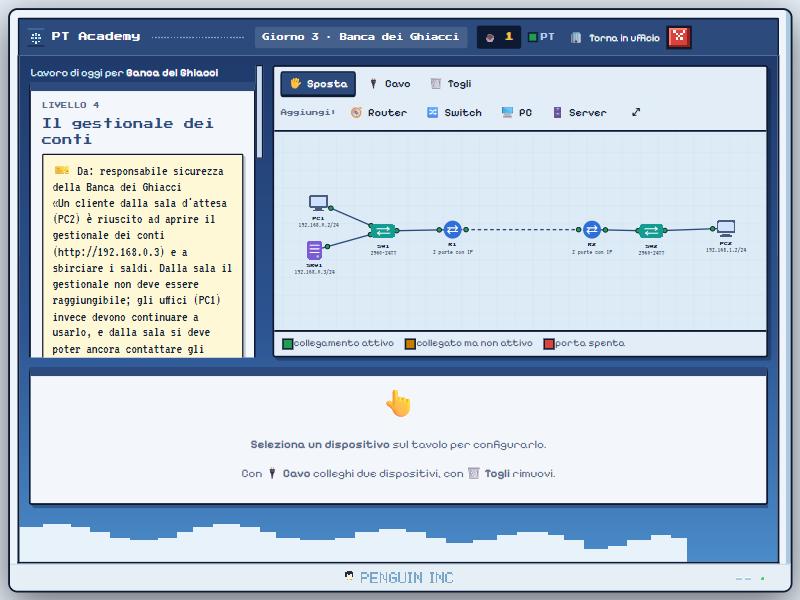 PT Academy
Giorno 3 · Banca dei Ghiacci
1
PT
Torna in ufficio
Lavoro di oggi per Banca dei Ghiacci
LIVELLO 4
Il gestionale dei
conti
Da: responsabile sicurezza
della Banca dei Ghiacci
«Un cliente dalla sala d'attesa
(PC2) è riuscito ad aprire il
gestionale dei conti
(http://192.168.0.3) e a
sbirciare i saldi. Dalla sala il
gestionale non deve essere
raggiungibile; gli uffici (PC1)
invece devono continuare a
usarlo, e dalla sala si deve
poter ancora contattare gli
Sposta
Cavo
Togli
Aggiungi:
Router
Switch
PC
Server
PC1
192.168.0.2/24
SRV1
192.168.0.3/24
SW1
2960-24TT
R1
2 porte con IP
R2
2 porte con IP
SW2
2960-24TT
PC2
192.168.1.2/24
collegamento attivo
collegato ma non attivo
porta spenta
Seleziona un dispositivo sul tavolo per configurarlo.
Con Cavo colleghi due dispositivi, con Togli rimuovi.
PENGUIN INC